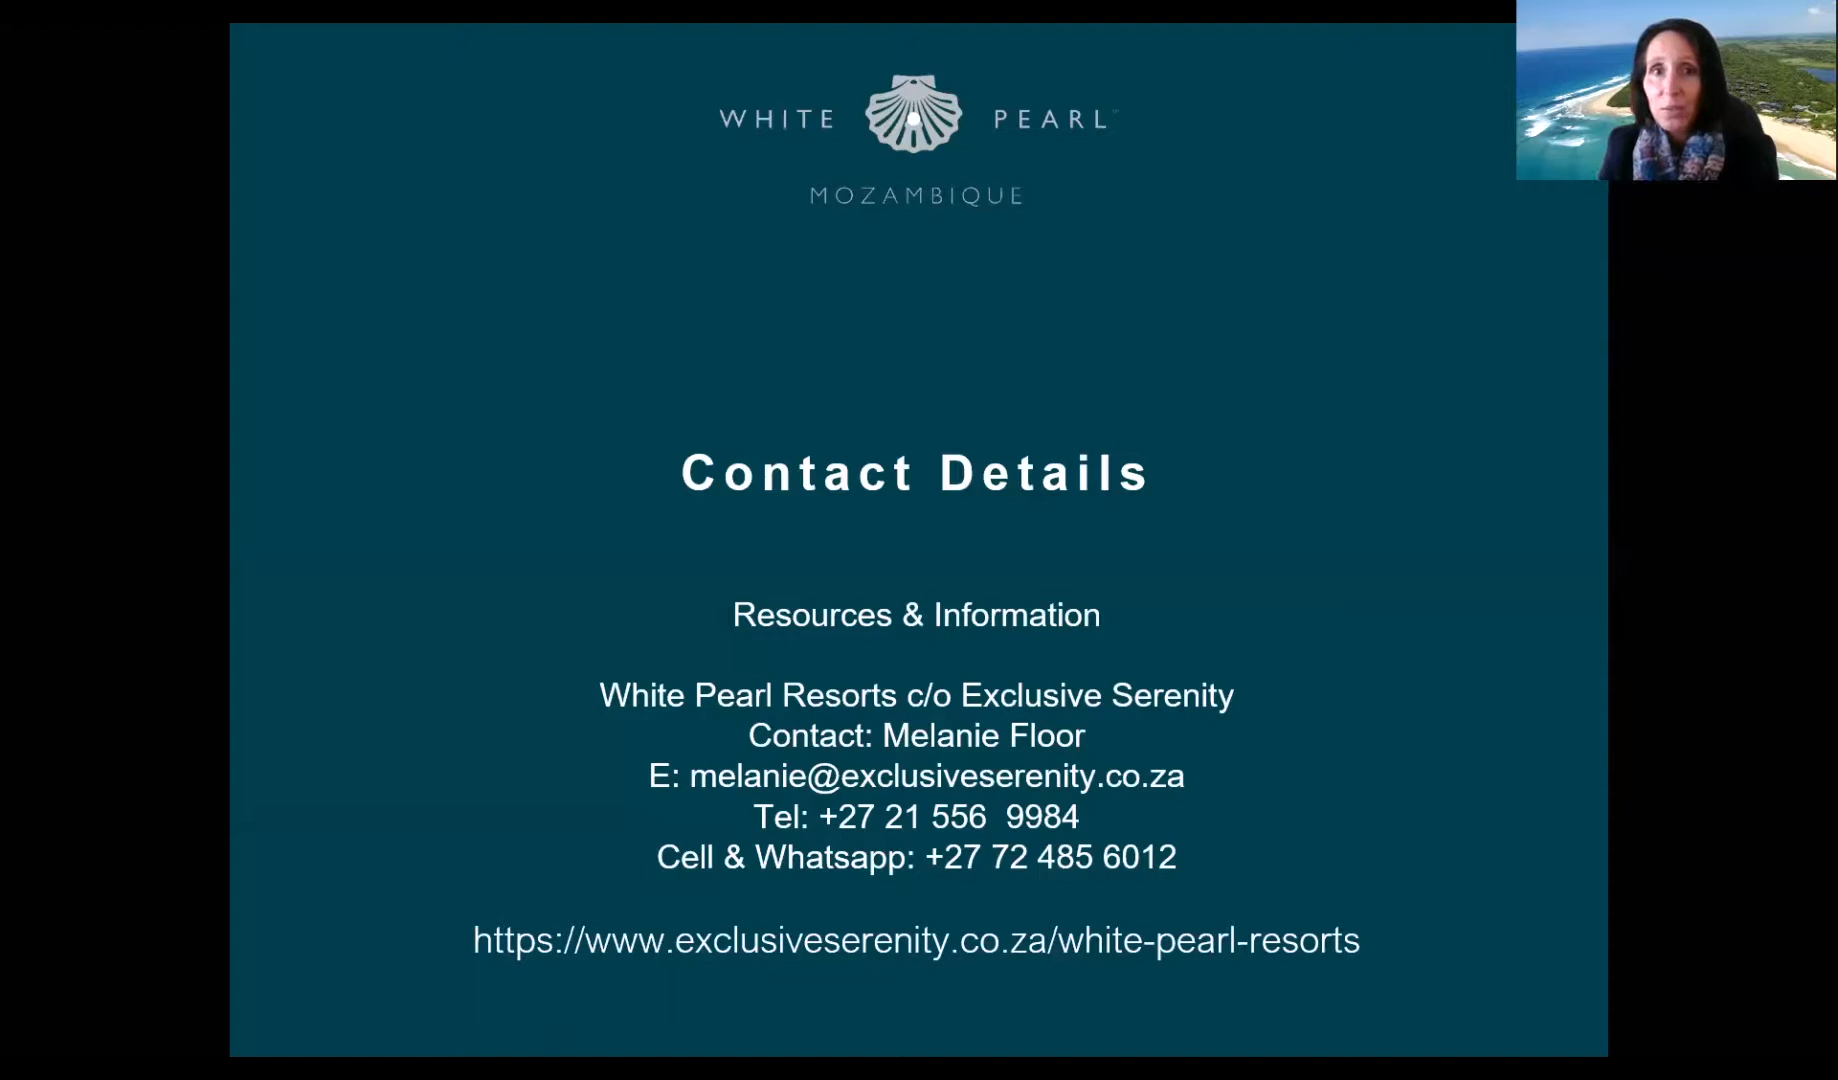 WHITE PEARL™
MOZAMBIQUE
Contact Details
Resources & Information
White Pearl Resorts c/o Exclusive Serenity
Contact: Melanie Floor
E: melanie@exclusiveserenity.co.za
Tel: +27 21 556  9984
Cell & Whatsapp: +27 72 485 6012
https://www.exclusiveserenity.co.za/white-pearl-resorts